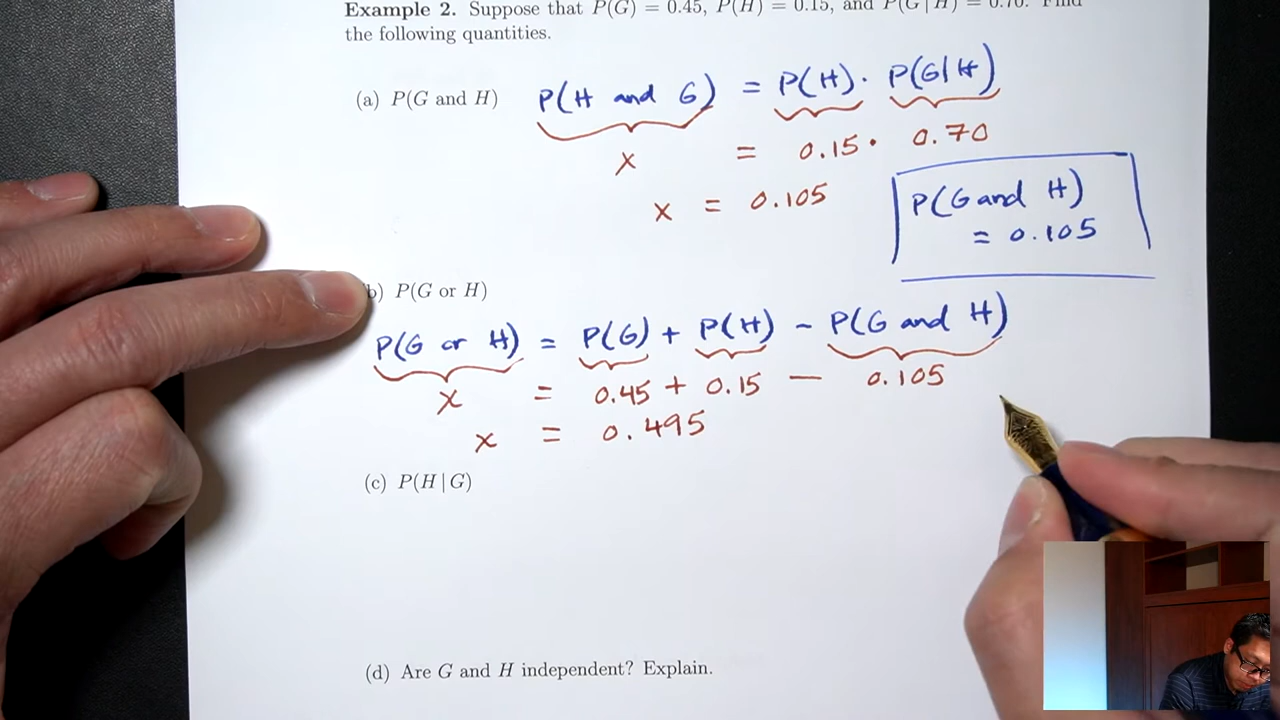 Example 2. Suppose that P(G) = 0.45, P(H) = 0.15, and P(G | H) = 0.70. Find
the following quantities.
(a) P(G and H) P(H and G) = P(H) · P(G|H)
x = 0.15 · 0.70
x = 0.105
P(G and H)
= 0.105
b) P(G or H)
P(G or H) = P(G) + P(H) - P(G and H)
x = 0.45 + 0.15 — 0.105
x = 0.495
(c) P(H | G)
(d) Are G and H independent? Explain.